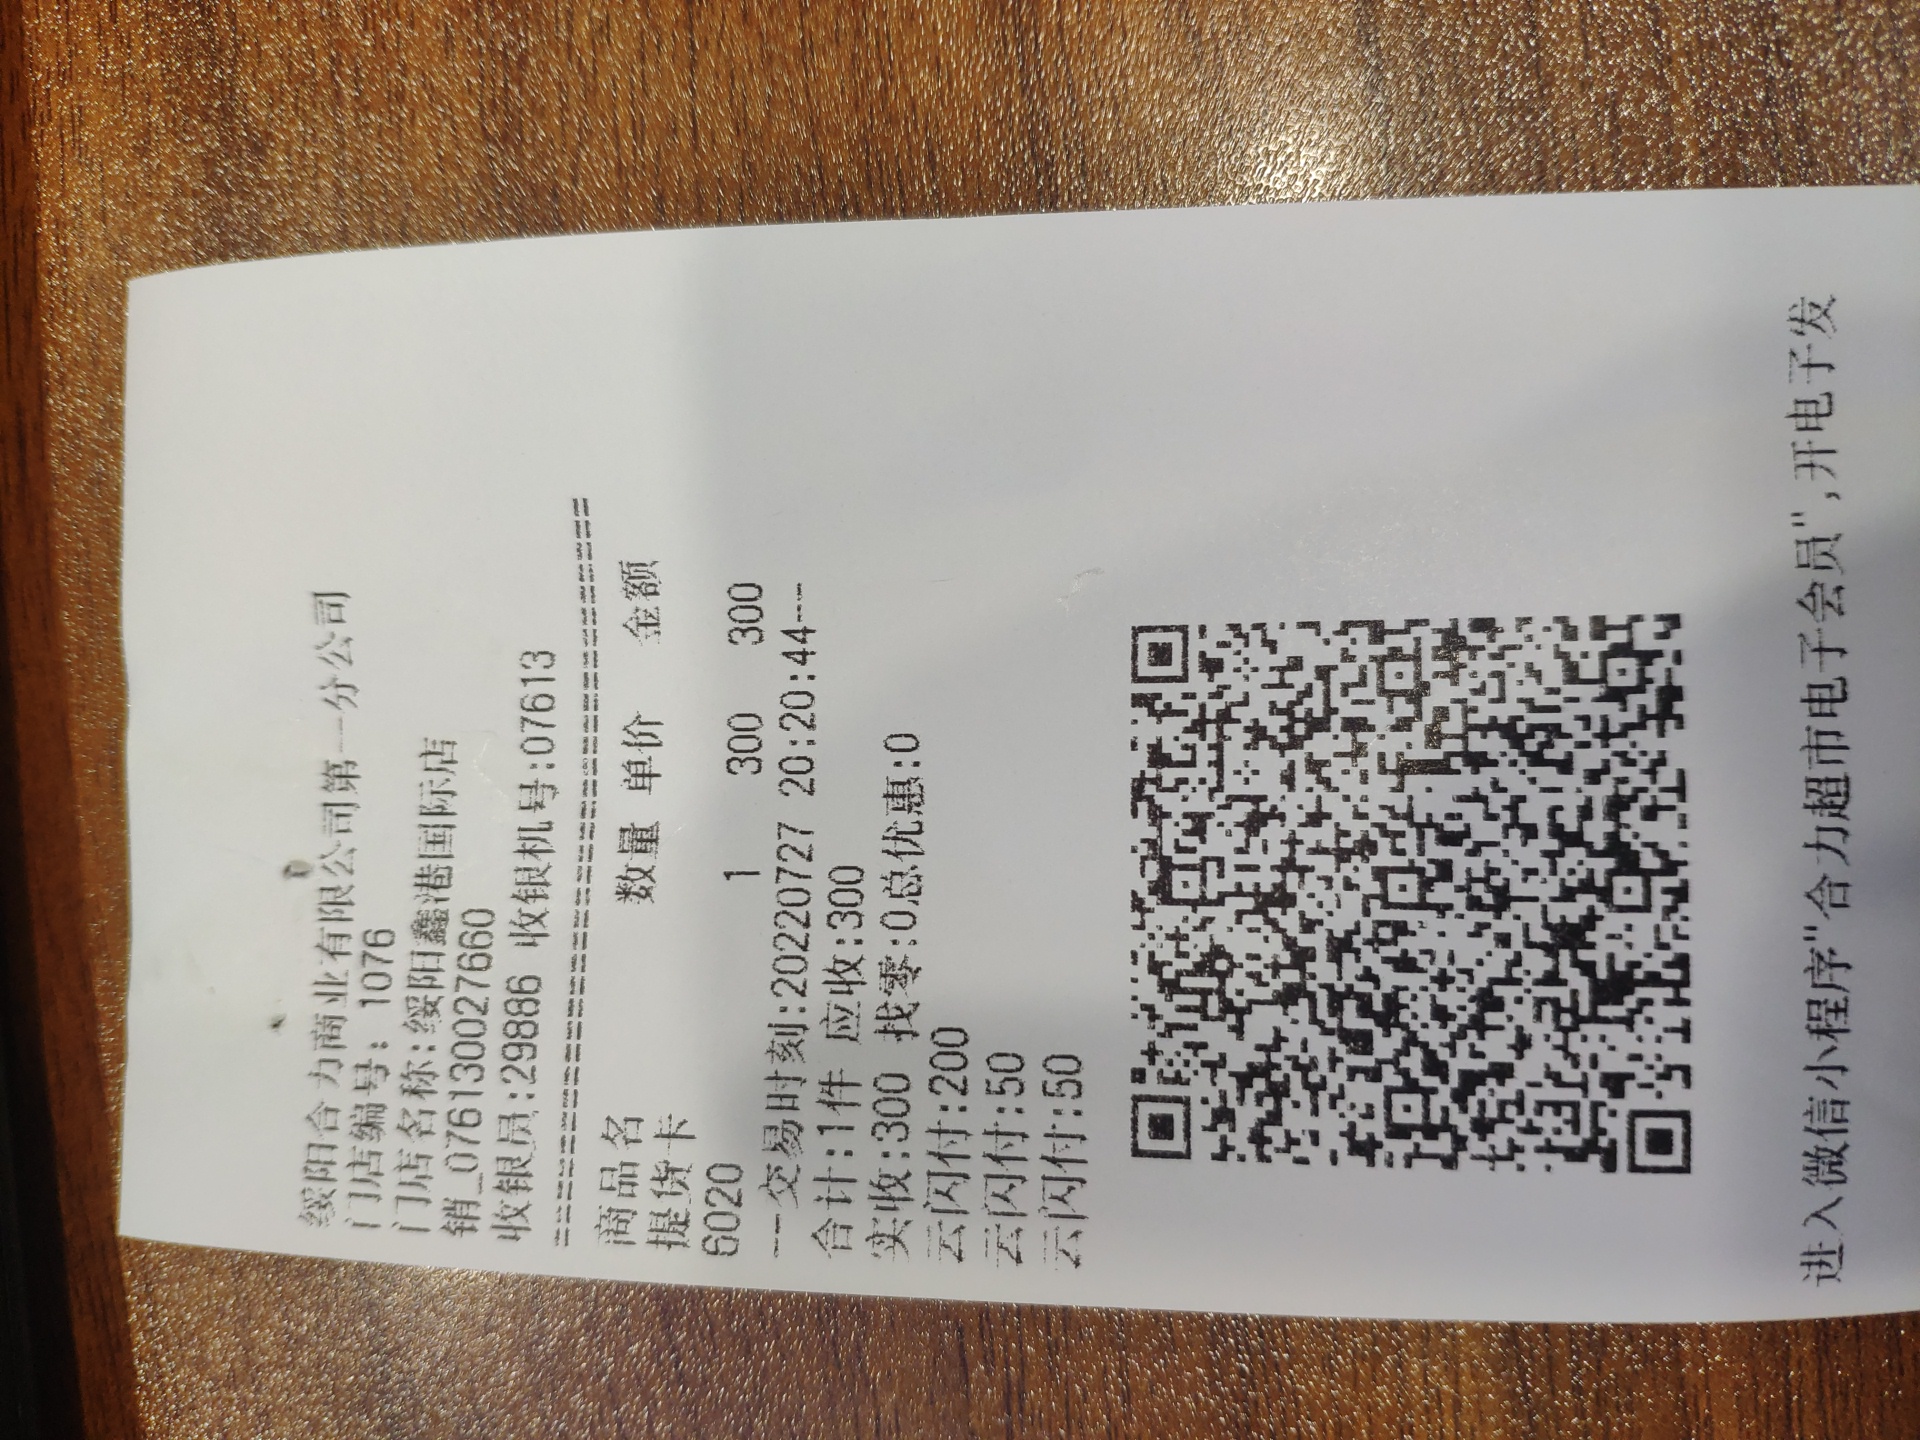 绥阳合力商业有限公司第一分公司
门店编号: 1076
门店名称:绥阳鑫港国际店
销_0761300027660
收银员:29886 收银机号:07613
================================
商品名 数量 单价 金额
提货卡
6020 1 300 300
--交易时刻:20220727 20:20:44--
合计:1件 应收:300
实收:300 找零:0总优惠:0
云闪付:200
云闪付:50
云闪付:50
进入微信小程序"合力超市电子会员",开电子发